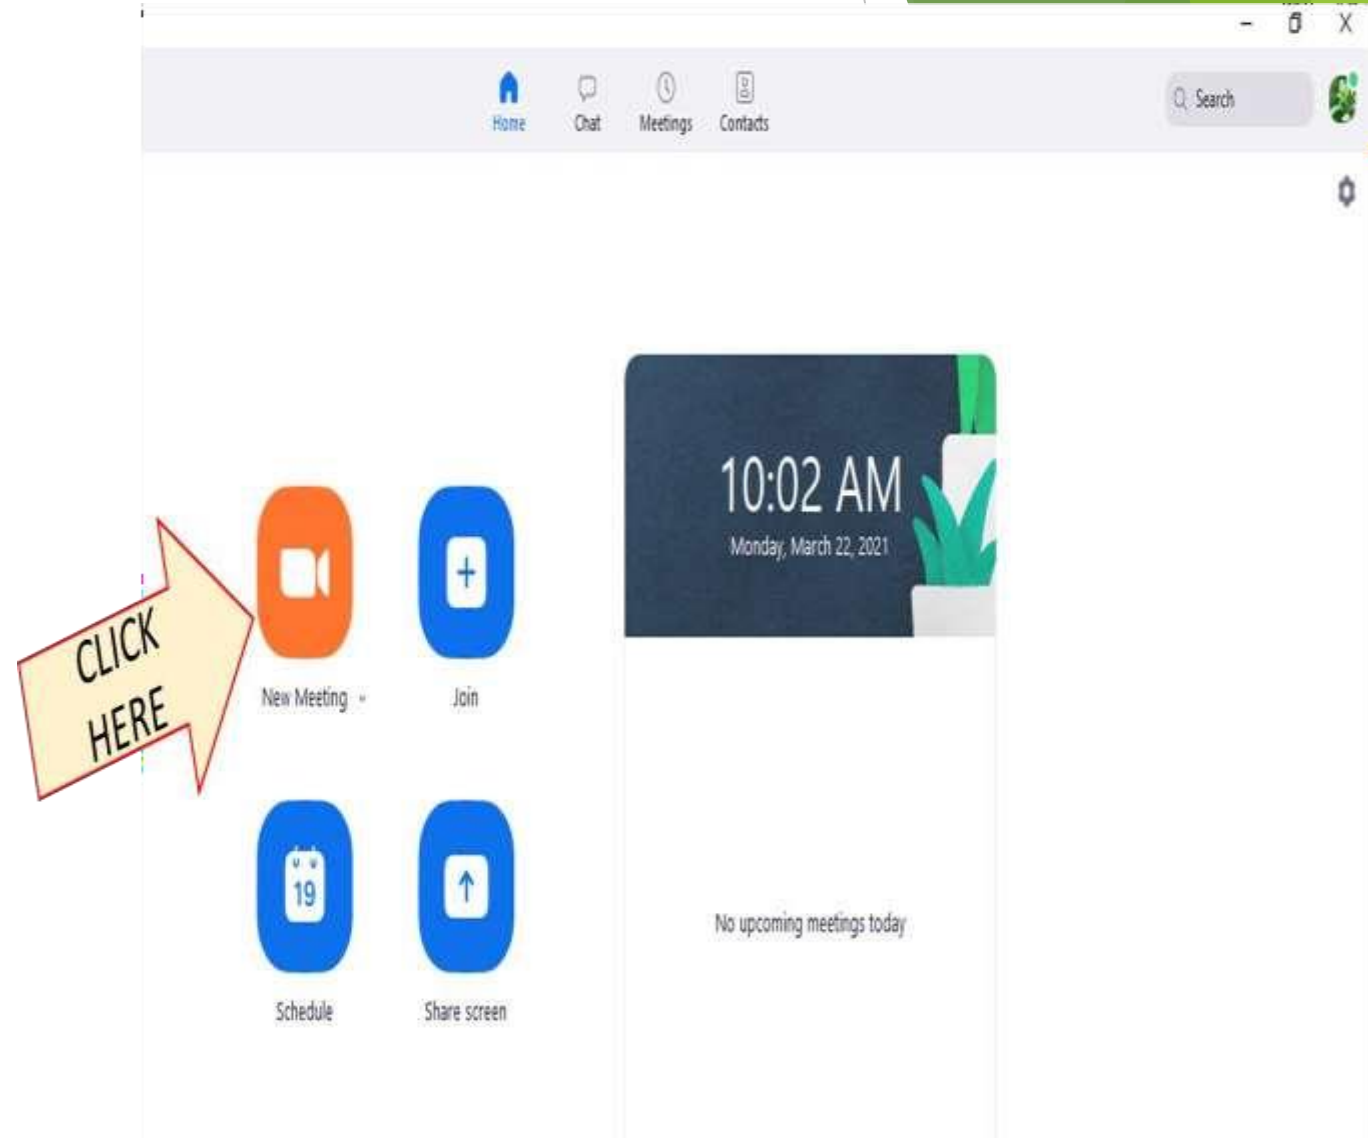 Home
Chat
Meetings
Contacts
Search
10:02 AM
Monday, March 22, 2021
CLICK
HERE
New Meeting
Join
19
Schedule
Share screen
No upcoming meetings today